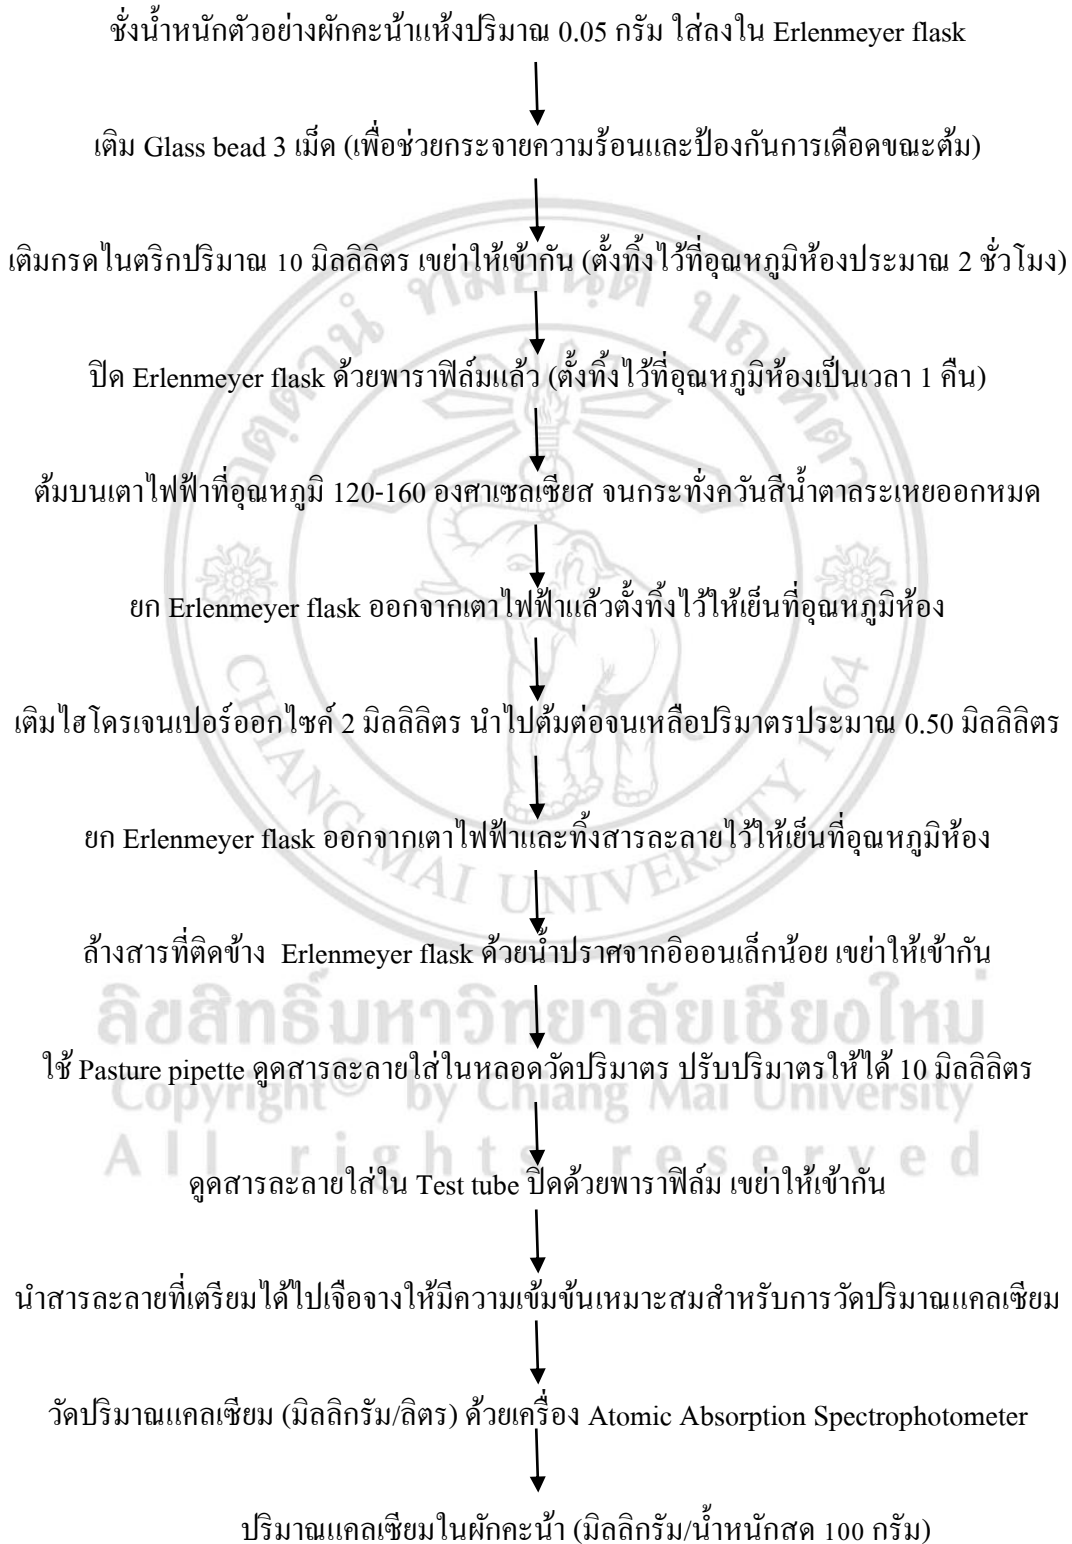 ชั่งน้ำหนักตัวอย่างผักคะน้าแห้งปริมาณ 0.05 กรัม ใส่ลงใน Erlenmeyer flask
เติม Glass bead 3 เม็ด (เพื่อช่วยกระจายความร้อนและป้องกันการเดือดขณะต้ม)
เติมกรดไนตริกปริมาณ 10 มิลลิลิตร เขย่าให้เข้ากัน (ตั้งทิ้งไว้ที่อุณหภูมิห้องประมาณ 2 ชั่วโมง)
อตฺตานํ ทมยนฺติ ปณฺฑิตา
ปิด Erlenmeyer flask ด้วยพาราฟิล์มแล้ว (ตั้งทิ้งไว้ที่อุณหภูมิห้องเป็นเวลา 1 คืน)
ต้มบนเตาไฟฟ้าที่อุณหภูมิ 120-160 องศาเซลเซียส จนกระทั่งควันสีน้ำตาลระเหยออกหมด
ยก Erlenmeyer flask ออกจากเตาไฟฟ้าแล้วตั้งทิ้งไว้ให้เย็นที่อุณหภูมิห้อง
เติมไฮโดรเจนเปอร์ออกไซค์ 2 มิลลิลิตร นำไปต้มต่อจนเหลือปริมาตรประมาณ 0.50 มิลลิลิตร
CHIANG MAI UNIVERSITY 1964
ยก Erlenmeyer flask ออกจากเตาไฟฟ้าและทิ้งสารละลายไว้ให้เย็นที่อุณหภูมิห้อง
ล้างสารที่ติดข้าง Erlenmeyer flask ด้วยน้ำปราศจากอิออนเล็กน้อย เขย่าให้เข้ากัน
ลิขสิทธิ์มหาวิทยาลัยเชียงใหม่
ใช้ Pasture pipette ดูดสารละลายใส่ในหลอดวัดปริมาตร ปรับปริมาตรให้ได้ 10 มิลลิลิตร
Copyright© by Chiang Mai University
All rights reserved
ดูดสารละลายใส่ใน Test tube ปิดด้วยพาราฟิล์ม เขย่าให้เข้ากัน
นำสารละลายที่เตรียมได้ไปเจือจางให้มีความเข้มข้นเหมาะสมสำหรับการวัดปริมาณแคลเซียม
วัดปริมาณแคลเซียม (มิลลิกรัม/ลิตร) ด้วยเครื่อง Atomic Absorption Spectrophotometer
ปริมาณแคลเซียมในผักคะน้า (มิลลิกรัม/น้ำหนักสด 100 กรัม)